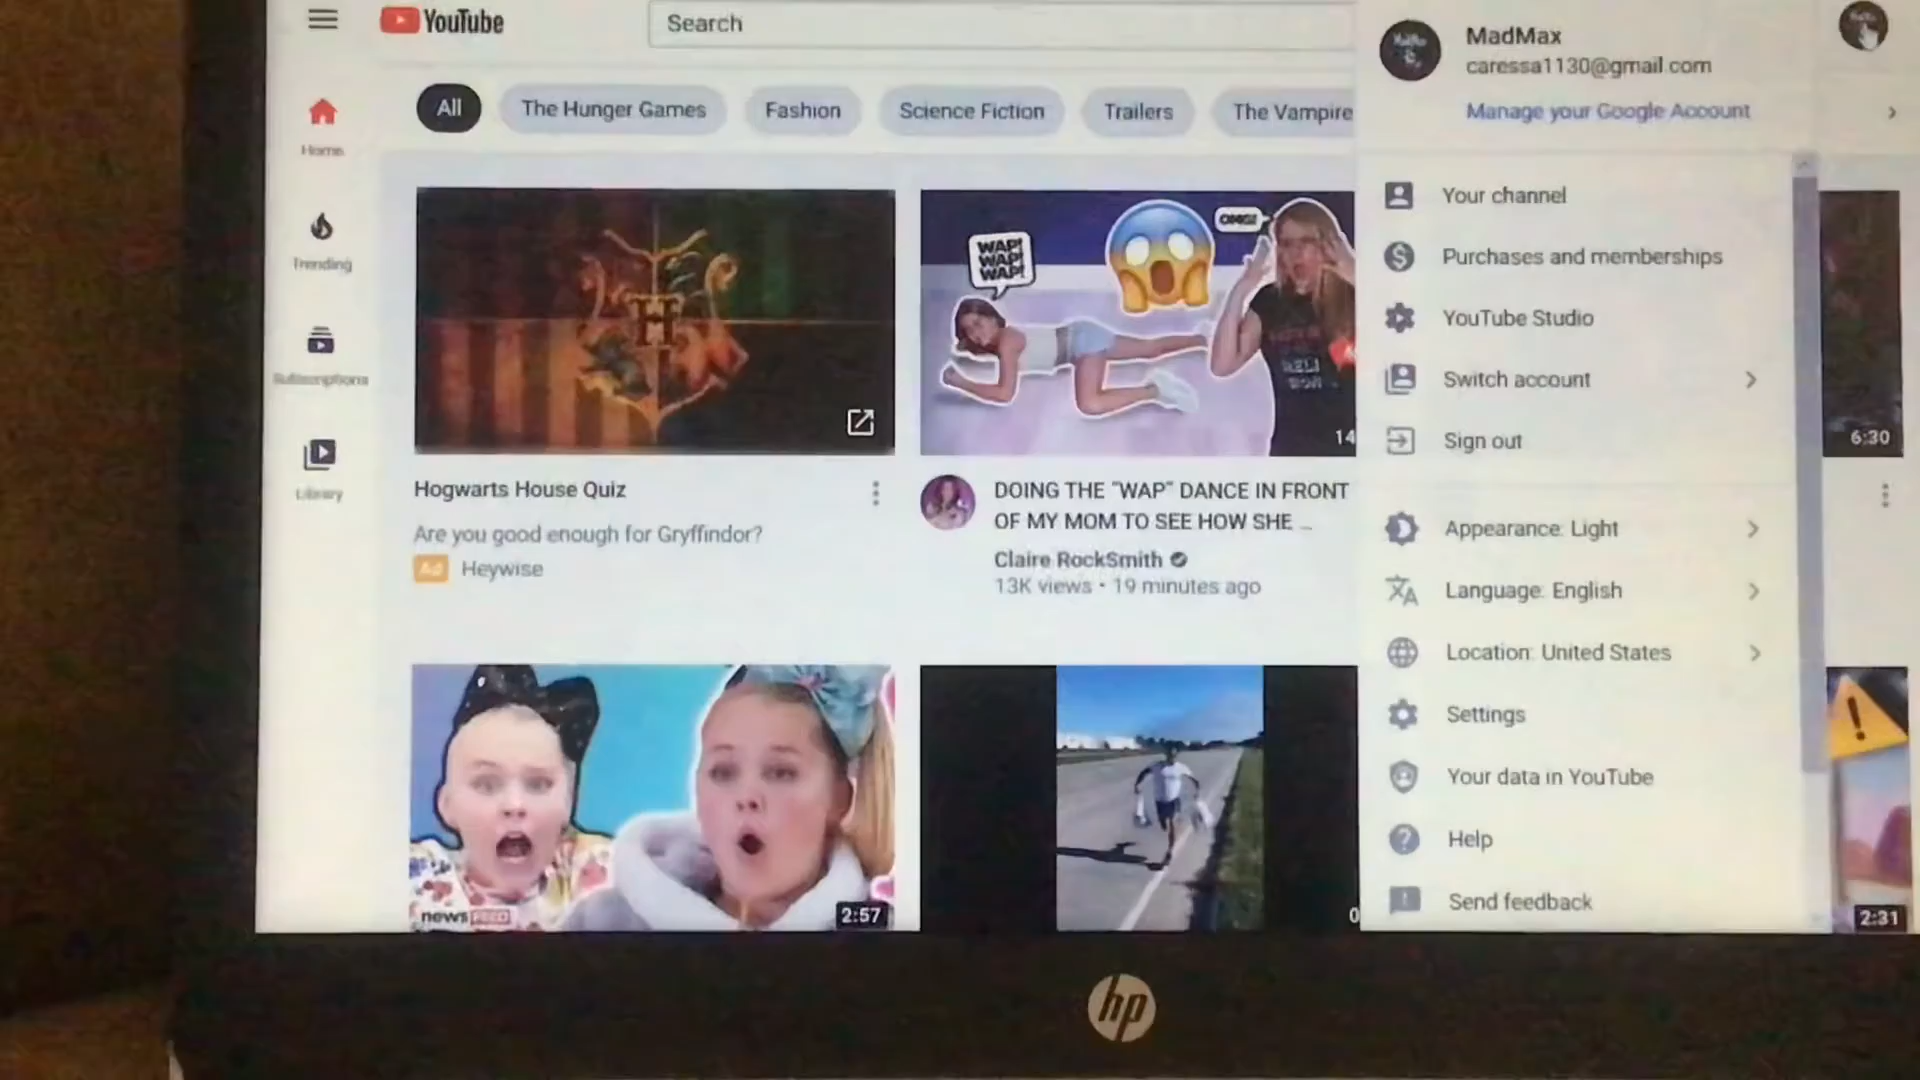 YouTube
Search
MadMax
caressa1130@gmail.com
Manage your Google Account
All
The Hunger Games
Fashion
Science Fiction
Trailers
The Vampire
Home
Trending
Subscriptions
Library
WAP!
WAP!
WAP!
OMG!
14
6:30
Hogwarts House Quiz
Are you good enough for Gryffindor?
Ad Heywise
DOING THE "WAP" DANCE IN FRONT
OF MY MOM TO SEE HOW SHE ...
Claire RockSmith
13K views • 19 minutes ago
news FEED
2:57
0
2:31
Your channel
Purchases and memberships
YouTube Studio
Switch account
Sign out
Appearance: Light
Language: English
Location: United States
Settings
Your data in YouTube
Help
Send feedback
hp